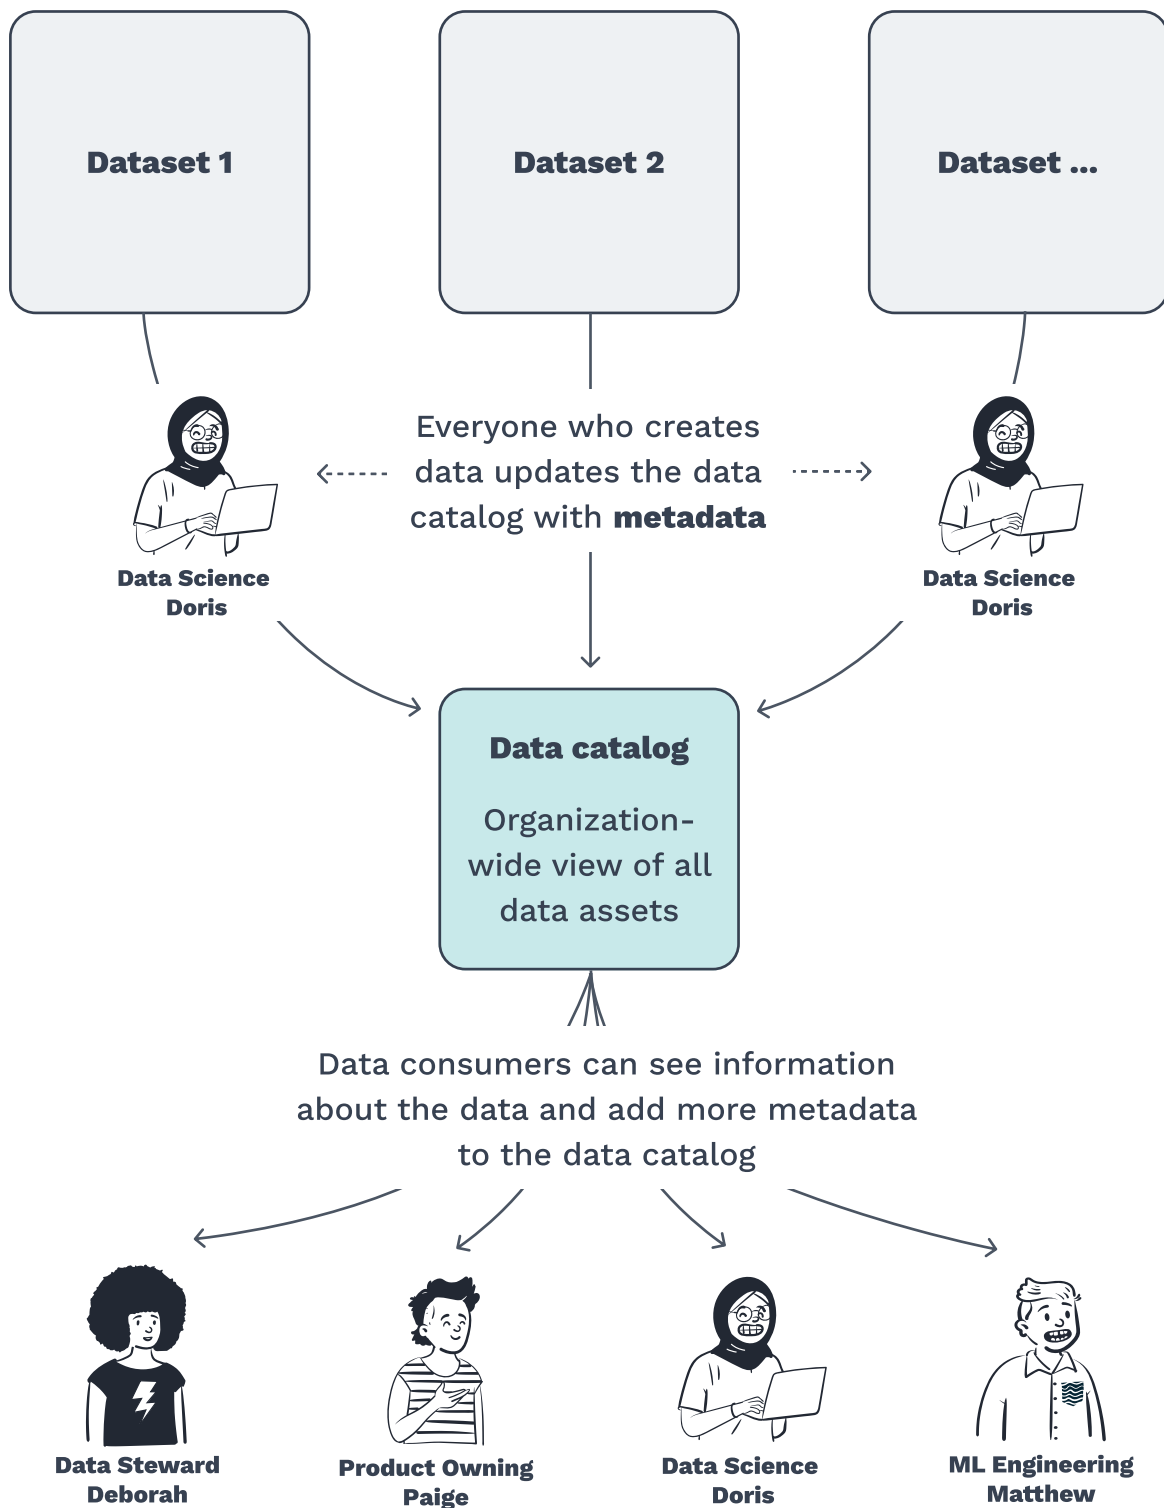 Dataset 1
Dataset 2
Dataset ...
Everyone who creates
data updates the data
catalog with metadata
Data Science
Doris
Data Science
Doris
Data catalog
Organization-
wide view of all
data assets
Data consumers can see information
about the data and add more metadata
to the data catalog
Data Steward
Deborah
Product Owning
Paige
Data Science
Doris
ML Engineering
Matthew